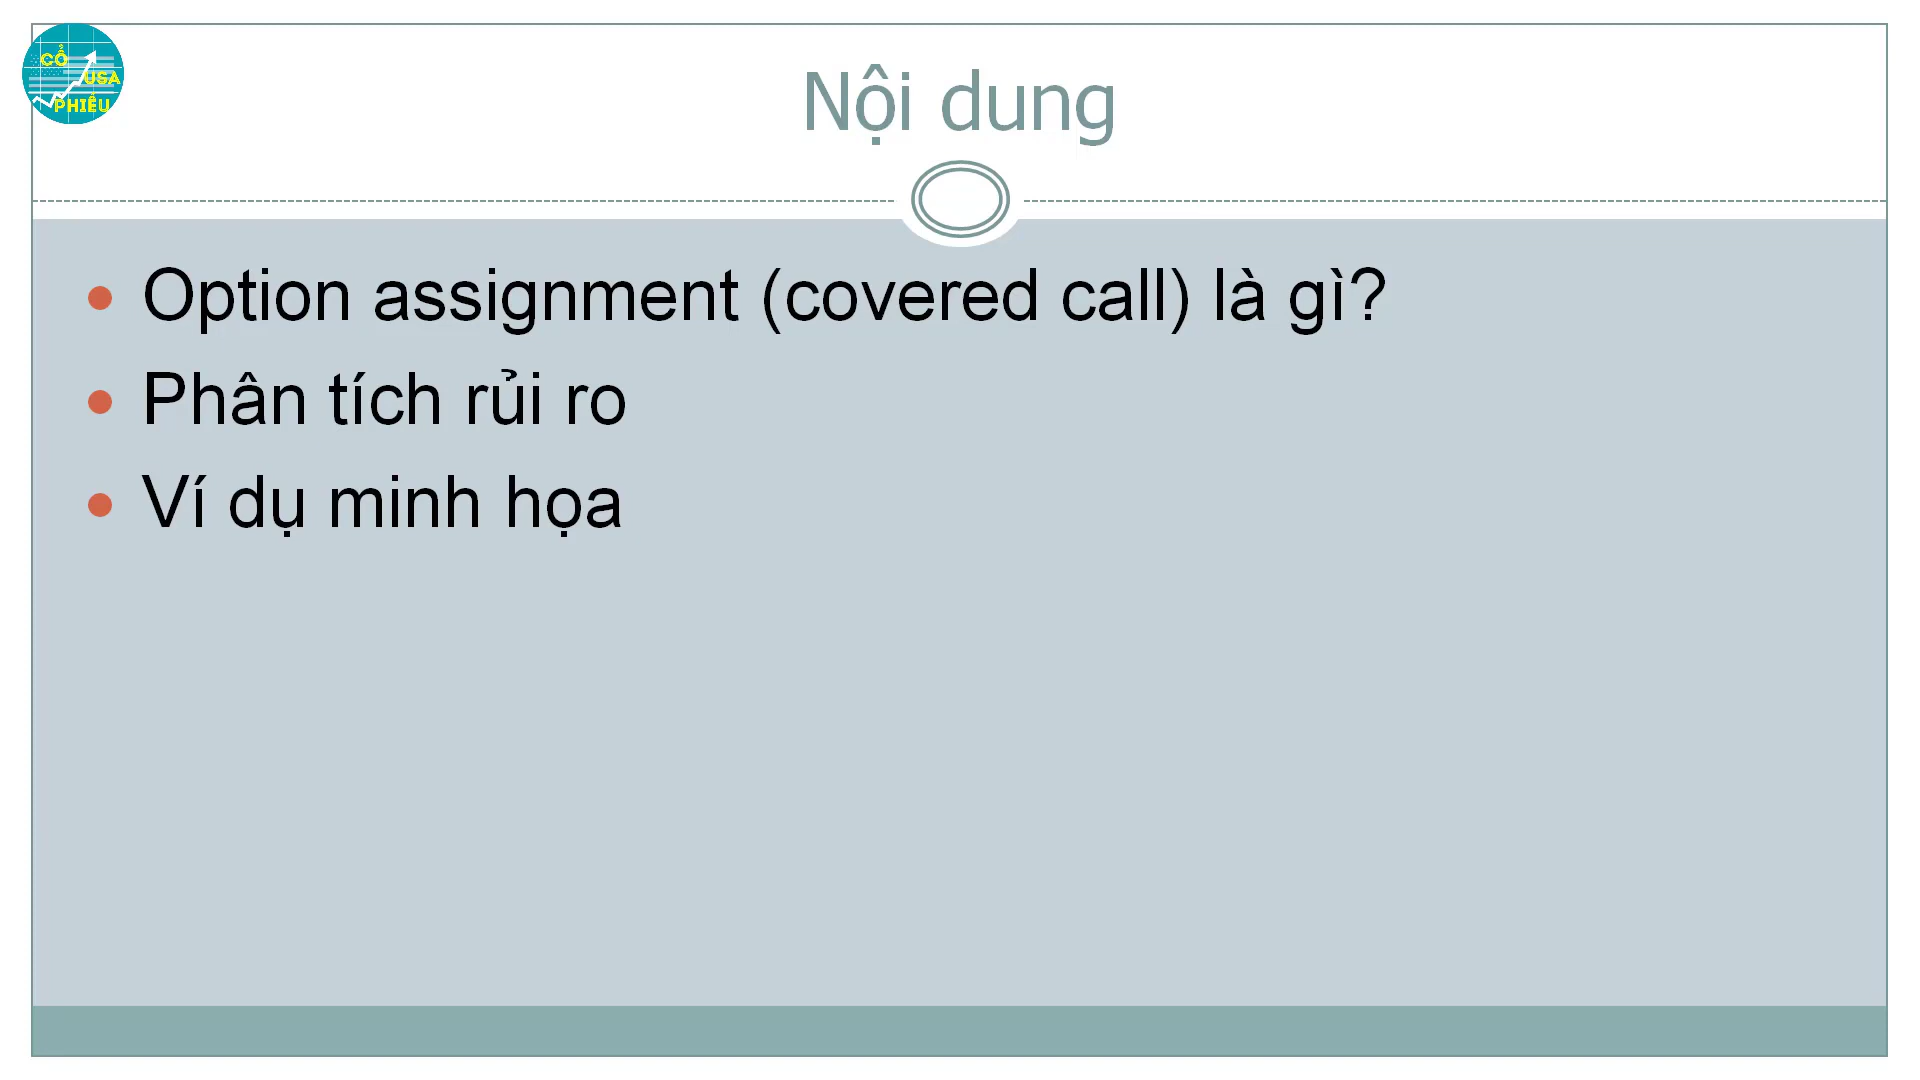 CỔ
USA
PHIẾU
Nội dung
Option assignment (covered call) là gì?
Phân tích rủi ro
Ví dụ minh họa